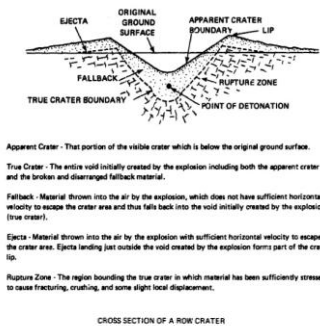 EJECTA
ORIGINAL
GROUND
SURFACE
APPARENT CRATER
BOUNDARY
LIP
FALLBACK
RUPTURE ZONE
TRUE CRATER BOUNDARY
POINT OF DETONATION
Apparent Crater - That portion of the visible crater which is below the original ground surface.
True Crater - The entire void initially created by the explosion including both the apparent crater
and the broken and disarranged fallback material.
Fallback - Material thrown into the air by the explosion, which does not have sufficient horizonta
velocity to escape the crater area and thus falls back into the void initially created by the explosio
(true crater).
Ejecta - Material thrown into the air by the explosion with sufficient horizontal velocity to escape
the crater area. Ejecta landing just outside the void created by the explosion forms part of the cra
lip.
Rupture Zone - The region bounding the true crater in which material has been sufficiently stresse
to cause fracturing, crushing, and some slight local displacement.
CROSS SECTION OF A ROW CRATER